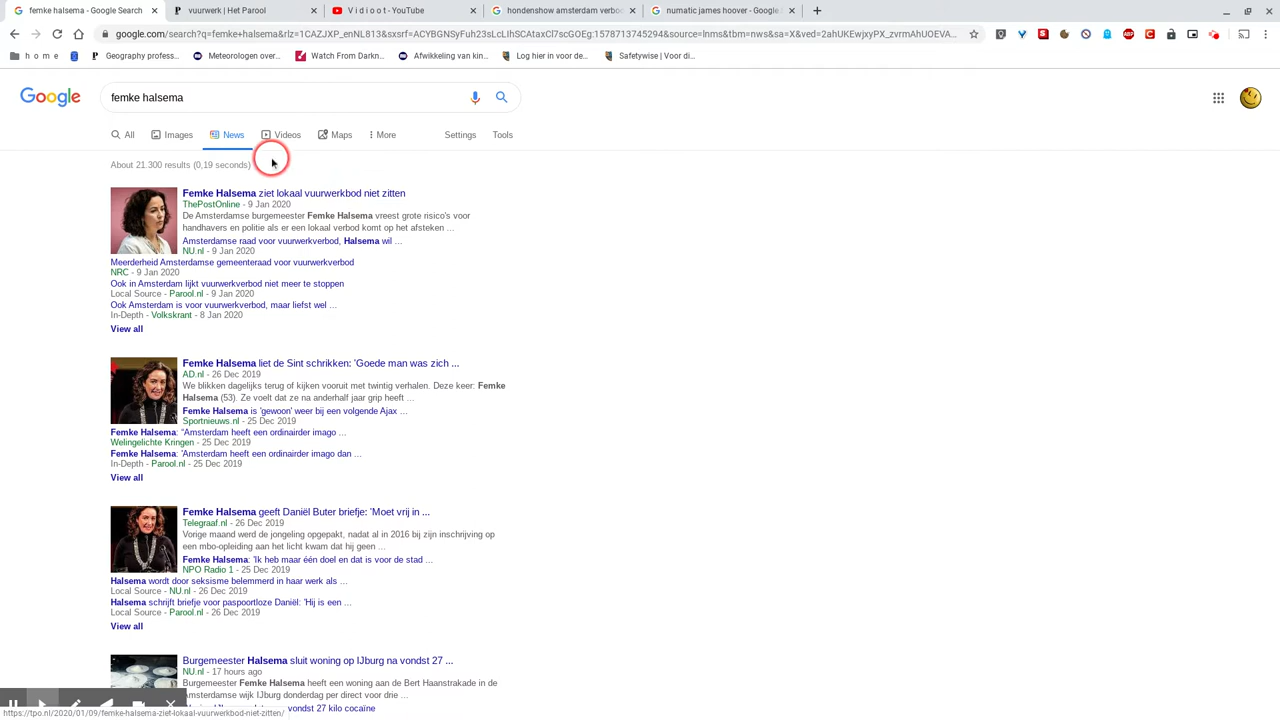 femke halsema - Google Search
vuurwerk | Het Parool
V i d i o o t - YouTube
hondenshow amsterdam verboo
numatic james hoover - Google
google.com/search?q=femke+halsema&rlz=1CAZJXP_enNL813&sxsrf=ACYBGNSyFuh23sLcLIhSCAtaxCl7scGOEg:1578713745294&source=lnms&tbm=nws&sa=X&ved=2ahUKEwjxyPX_zvrmAhUOEVA...
h o m e
Geography profess...
Meteorologen over...
Watch From Darkn...
Afwikkeling van kin...
Log hier in voor de...
Safetywise | Voor di...
Google
femke halsema
All
Images
News
Videos
Maps
More
Settings
Tools
About 21.300 results (0,19 seconds)
Femke Halsema ziet lokaal vuurwerkbod niet zitten
ThePostOnline - 9 Jan 2020
De Amsterdamse burgemeester Femke Halsema vreest grote risico's voor
handhavers en politie als er een lokaal verbod komt op het afsteken ...
Amsterdamse raad voor vuurwerkverbod, Halsema wil ...
NU.nl - 9 Jan 2020
Meerderheid Amsterdamse gemeenteraad voor vuurwerkverbod
NRC - 9 Jan 2020
Ook in Amsterdam lijkt vuurwerkverbod niet meer te stoppen
Local Source - Parool.nl - 9 Jan 2020
Ook Amsterdam is voor vuurwerkverbod, maar liefst wel ...
In-Depth - Volkskrant - 8 Jan 2020
View all
Femke Halsema liet de Sint schrikken: 'Goede man was zich ...
AD.nl - 26 Dec 2019
We blikken dagelijks terug of kijken vooruit met twintig verhalen. Deze keer: Femke
Halsema (53). Ze voelt dat ze na anderhalf jaar grip heeft ...
Femke Halsema is 'gewoon' weer bij een volgende Ajax ...
Sportnieuws.nl - 25 Dec 2019
Femke Halsema: "Amsterdam heeft een ordinairder imago ...
Welingelichte Kringen - 25 Dec 2019
Femke Halsema: 'Amsterdam heeft een ordinairder imago dan ...
In-Depth - Parool.nl - 25 Dec 2019
View all
Femke Halsema geeft Daniël Buter briefje: 'Moet vrij in ...
Telegraaf.nl - 26 Dec 2019
Vorige maand werd de jongeling opgepakt, nadat al in 2016 bij zijn inschrijving op
een mbo-opleiding aan het licht kwam dat hij geen ...
Femke Halsema: 'Ik heb maar één doel en dat is voor de stad ...
NPO Radio 1 - 25 Dec 2019
Halsema wordt door seksisme belemmerd in haar werk als ...
Local Source - NU.nl - 26 Dec 2019
Halsema schrijft briefje voor paspoortloze Daniël: 'Hij is een ...
Local Source - Parool.nl - 26 Dec 2019
View all
Burgemeester Halsema sluit woning op IJburg na vondst 27 ...
NU.nl - 17 hours ago
Burgemeester Femke Halsema heeft een woning aan de Bert Haanstrakade in de
Amsterdamse wijk IJburg donderdag per direct voor drie ...
vondst 27 kilo cocaïne
https://tpo.nl/2020/01/09/femke-halsema-ziet-lokaal-vuurwerkbod-niet-zitten/